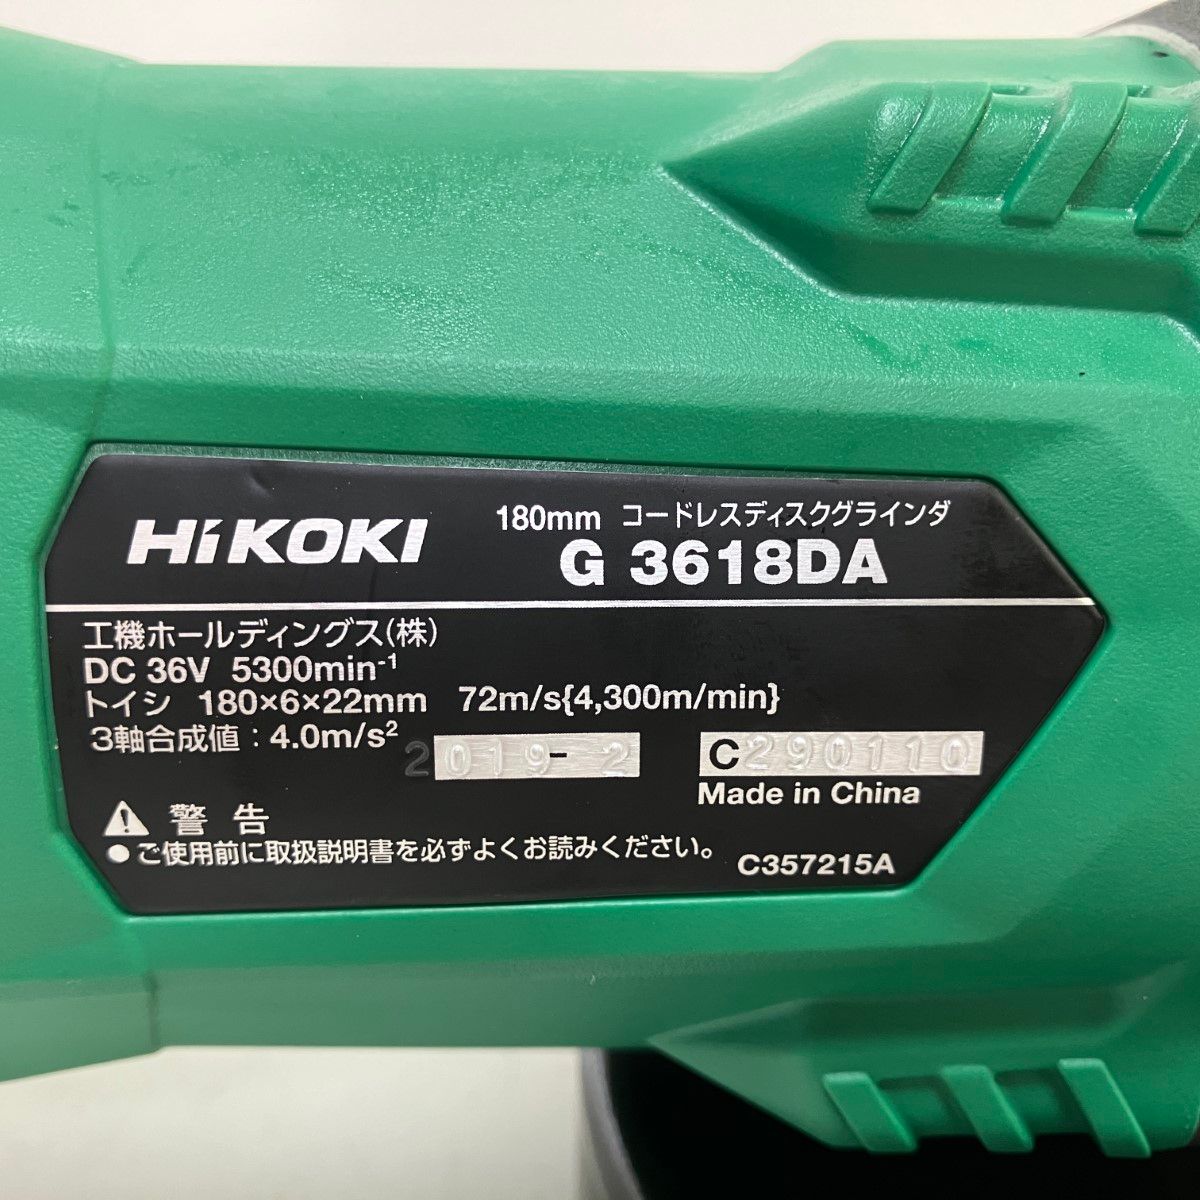 HiKOKI
180mm コードレスディスクグラインダ
G 3618DA
工機ホールディングス(株)
DC 36V 5300min⁻¹
トイシ 180×6×22mm 72m/s{4,300m/min}
3軸合成値：4.0m/s²
2019-2
C290110
Made in China
⚠ 警告
●ご使用前に取扱説明書を必ずよくお読みください。
C357215A